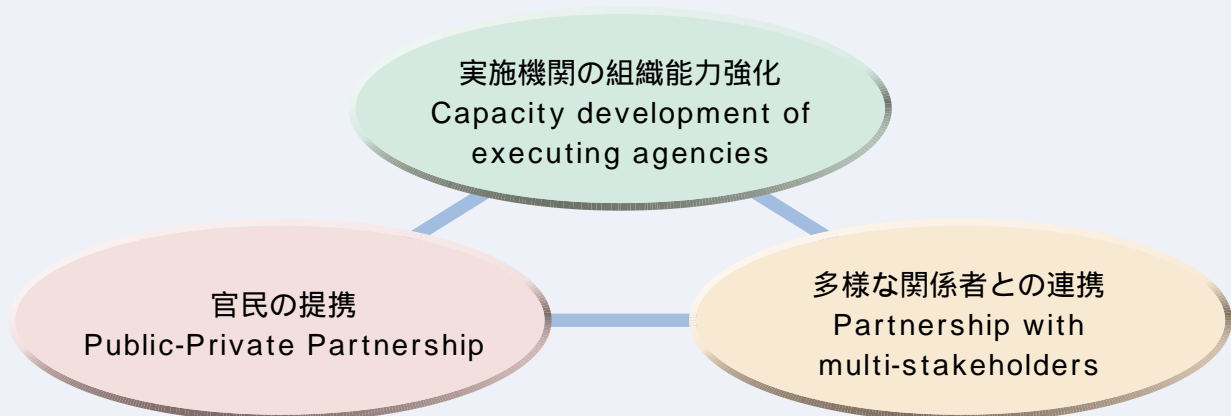 実施機関の組織能力強化
Capacity development of
executing agencies
官民の提携
Public-Private Partnership
多様な関係者との連携
Partnership with
multi-stakeholders